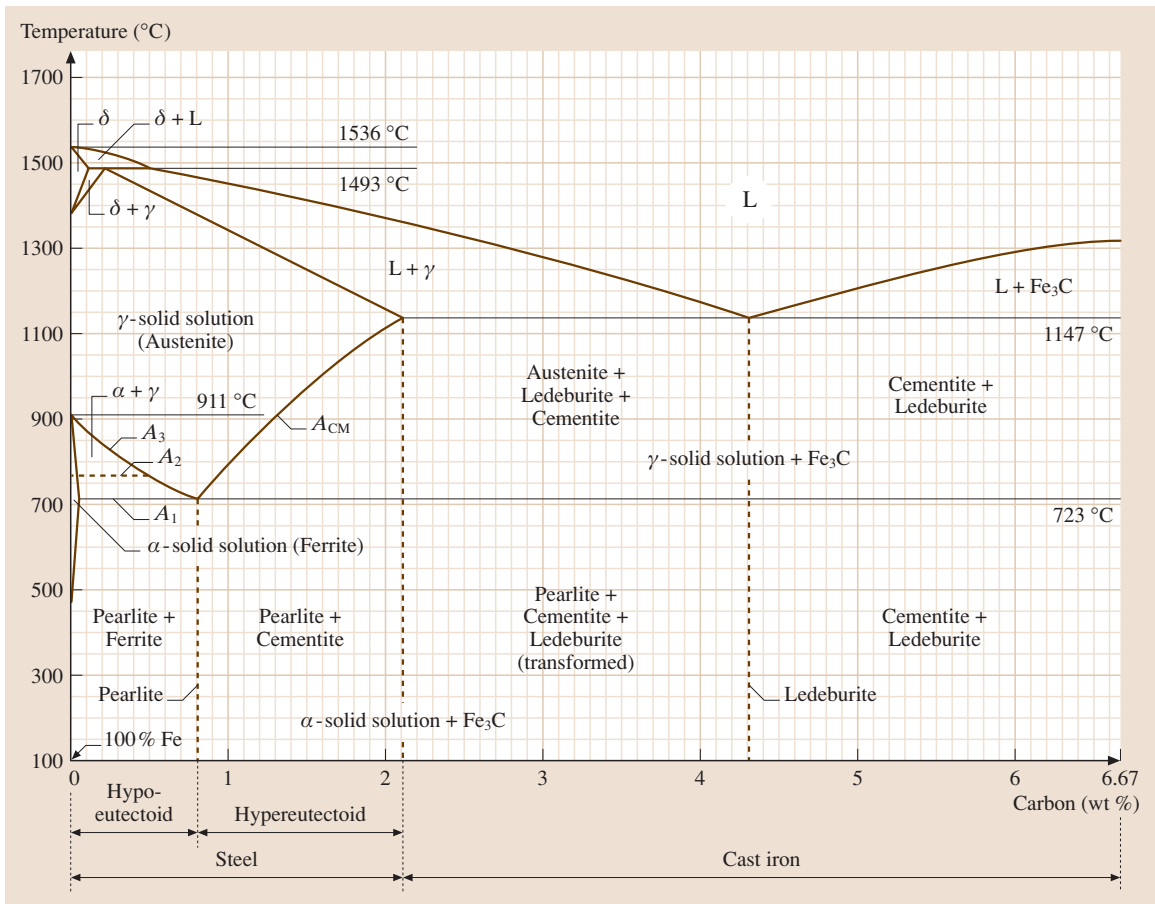 Temperature (°C)
1700
δ
δ + L
1536 °C
1500
1493 °C
L
δ + γ
1300
L + γ
L + Fe₃C
γ-solid solution
(Austenite)
1147 °C
1100
Austenite +
Ledeburite +
Cementite
Cementite +
Ledeburite
α + γ
911 °C
900
A₃
A_CM
A₂
γ-solid solution + Fe₃C
700
A₁
723 °C
α-solid solution (Ferrite)
500
Pearlite +
Ferrite
Pearlite +
Cementite
Pearlite +
Cementite +
Ledeburite
(transformed)
Cementite +
Ledeburite
300
Pearlite
Ledeburite
α-solid solution + Fe₃C
100 % Fe
100
0 1 2 3 4 5 6 6.67
Carbon (wt %)
Hypo-
eutectoid
Hypereutectoid
Steel
Cast iron